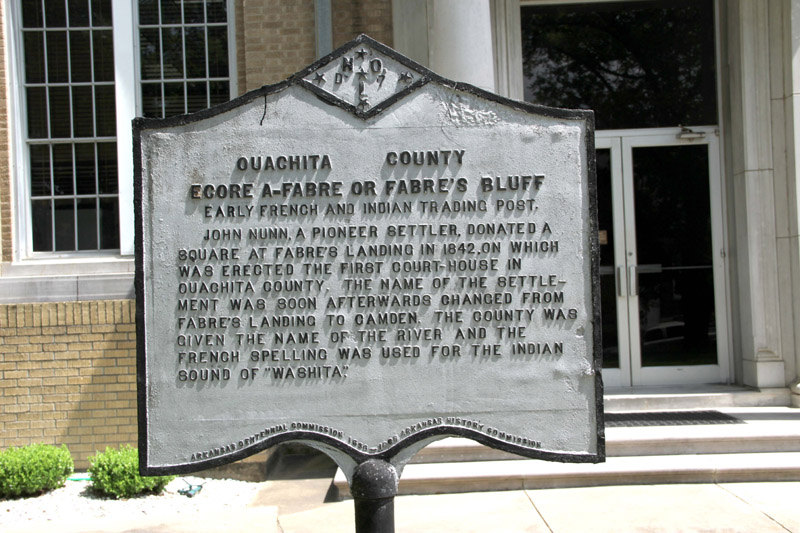 OUACHITA COUNTY
ECORE A-FABRE OR FABRE'S BLUFF
EARLY FRENCH AND INDIAN TRADING POST.
JOHN NUNN, A PIONEER SETTLER, DONATED A
SQUARE AT FABRE'S LANDING IN 1842, ON WHICH
WAS ERECTED THE FIRST COURT-HOUSE IN
OUACHITA COUNTY. THE NAME OF THE SETTLE-
MENT WAS SOON AFTERWARDS CHANGED FROM
FABRE'S LANDING TO CAMDEN. THE COUNTY WAS
GIVEN THE NAME OF THE RIVER AND THE
FRENCH SPELLING WAS USED FOR THE INDIAN
SOUND OF "WASHITA."
ARKANSAS CENTENNIAL COMMISSION ARKANSAS HISTORY COMMISSION